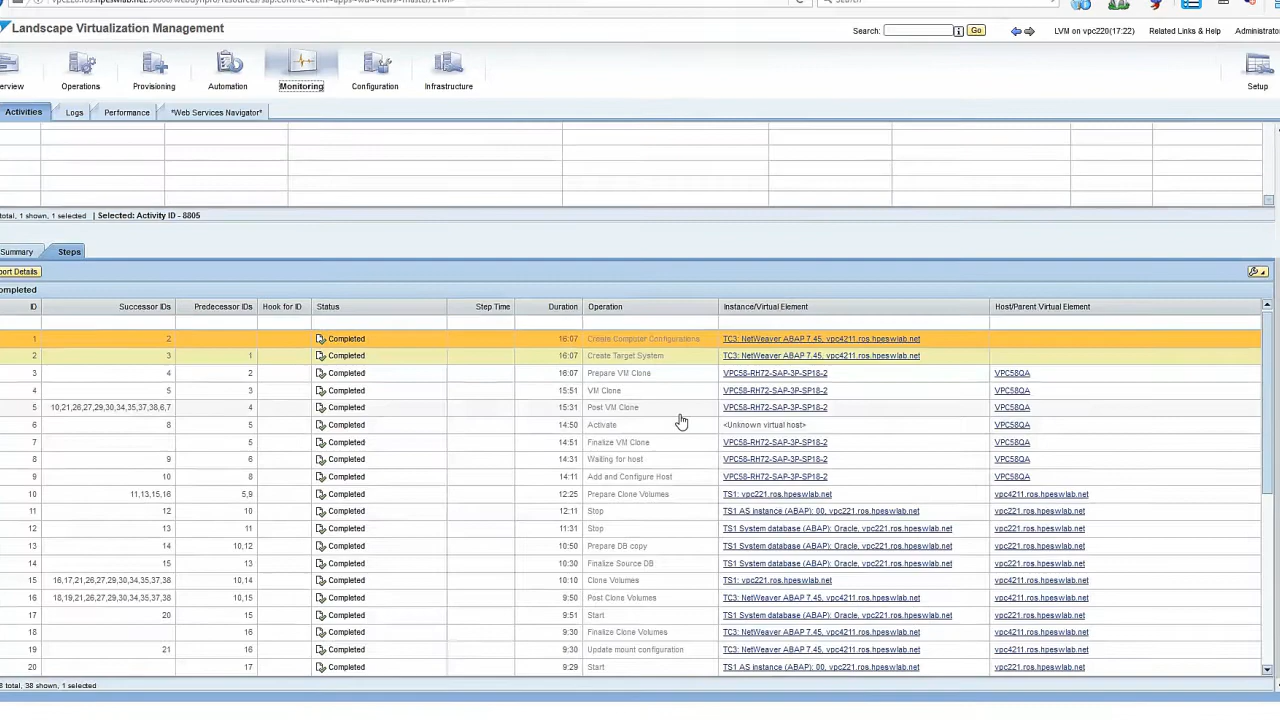 Landscape Virtualization Management
Search: Go LVM on vpc220(17:22) Related Links & Help Administrato
erview Operations Provisioning Automation Monitoring Configuration Infrastructure Setup
Activities Logs Performance *Web Services Navigator*
total, 1 shown, 1 selected | Selected: Activity ID - 8805
Summary Steps
port Details
ompleted
ID Successor IDs Predecessor IDs Hook for ID Status Step Time Duration Operation Instance/Virtual Element Host/Parent Virtual Element
1 2 Completed 16:07 Create Computer Configurations TC3: NetWeaver ABAP 7.45, vpc4211.ros.hpeswlab.net
2 3 1 Completed 16:07 Create Target System TC3: NetWeaver ABAP 7.45, vpc4211.ros.hpeswlab.net
3 4 2 Completed 16:07 Prepare VM Clone VPC58-RH72-SAP-3P-SP18-2 VPC58QA
4 5 3 Completed 15:51 VM Clone VPC58-RH72-SAP-3P-SP18-2 VPC58QA
5 10,21,26,27,29,30,34,35,37,38,6,7 4 Completed 15:31 Post VM Clone VPC58-RH72-SAP-3P-SP18-2 VPC58QA
6 8 5 Completed 14:50 Activate <Unknown virtual host> VPC58QA
7 5 Completed 14:51 Finalize VM Clone VPC58-RH72-SAP-3P-SP18-2 VPC58QA
8 9 6 Completed 14:31 Waiting for host VPC58-RH72-SAP-3P-SP18-2 VPC58QA
9 10 8 Completed 14:11 Add and Configure Host VPC58-RH72-SAP-3P-SP18-2 VPC58QA
10 11,13,15,16 5,9 Completed 12:25 Prepare Clone Volumes TS1: vpc221.ros.hpeswlab.net vpc4211.ros.hpeswlab.net
11 12 10 Completed 12:11 Stop TS1 AS instance (ABAP): 00, vpc221.ros.hpeswlab.net vpc221.ros.hpeswlab.net
12 13 11 Completed 11:31 Stop TS1 System database (ABAP): Oracle, vpc221.ros.hpeswlab.net vpc221.ros.hpeswlab.net
13 14 10,12 Completed 10:50 Prepare DB copy TS1 System database (ABAP): Oracle, vpc221.ros.hpeswlab.net vpc221.ros.hpeswlab.net
14 15 13 Completed 10:30 Finalize Source DB TS1 System database (ABAP): Oracle, vpc221.ros.hpeswlab.net vpc221.ros.hpeswlab.net
15 16,17,21,26,27,29,30,34,35,37,38 10,14 Completed 10:10 Clone Volumes TS1: vpc221.ros.hpeswlab.net vpc4211.ros.hpeswlab.net
16 18,19,21,26,27,29,30,34,35,37,38 10,15 Completed 9:50 Post Clone Volumes TC3: NetWeaver ABAP 7.45, vpc4211.ros.hpeswlab.net vpc4211.ros.hpeswlab.net
17 20 15 Completed 9:51 Start TS1 System database (ABAP): Oracle, vpc221.ros.hpeswlab.net vpc221.ros.hpeswlab.net
18 16 Completed 9:30 Finalize Clone Volumes TC3: NetWeaver ABAP 7.45, vpc4211.ros.hpeswlab.net vpc4211.ros.hpeswlab.net
19 21 16 Completed 9:30 Update mount configuration TC3: NetWeaver ABAP 7.45, vpc4211.ros.hpeswlab.net vpc4211.ros.hpeswlab.net
20 17 Completed 9:29 Start TS1 AS instance (ABAP): 00, vpc221.ros.hpeswlab.net vpc221.ros.hpeswlab.net
8 total, 38 shown, 1 selected